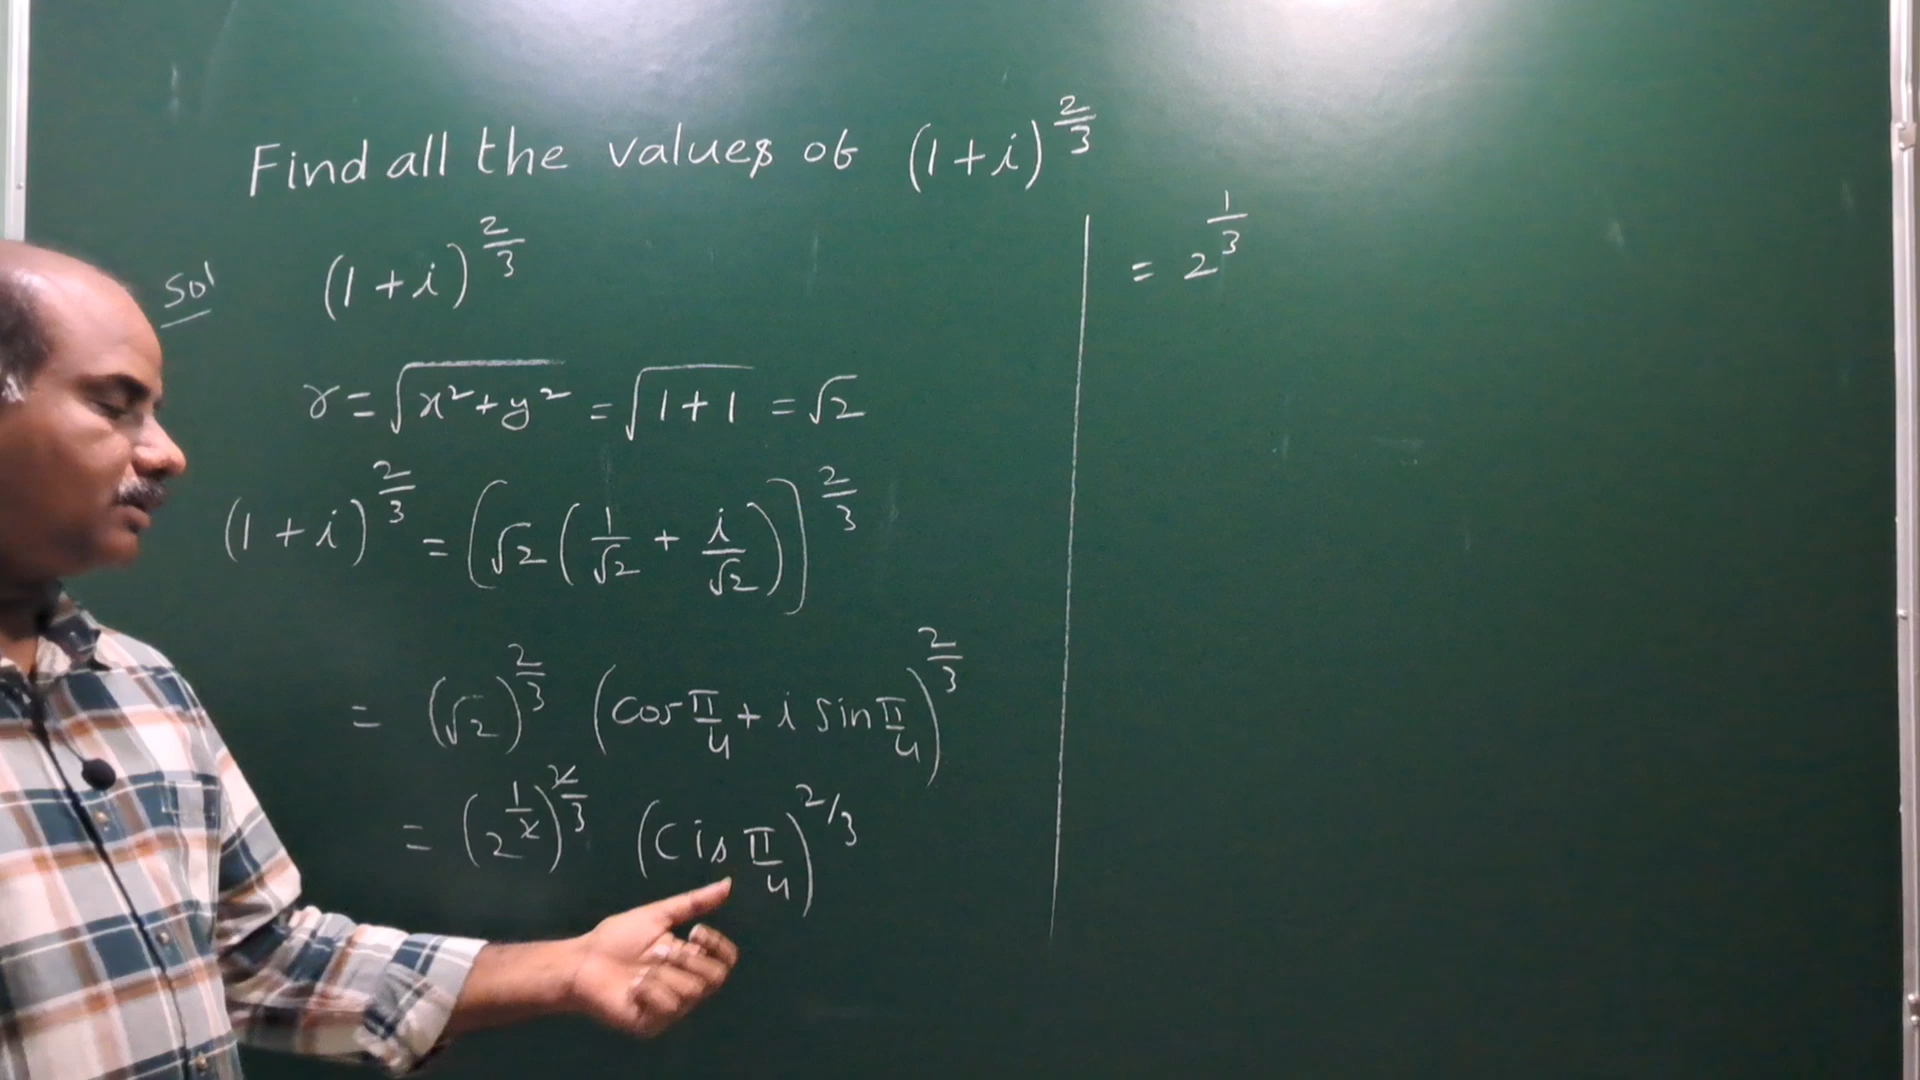 Find all the values of (1+i)^{2/3}
Sol (1+i)^{2/3}
r = √(x²+y²) = √(1+1) = √2
(1+i)^{2/3} = (√2(1/√2 + i/√2))^{2/3}
= (√2)^{2/3} (cos π/4 + i sin π/4)^{2/3}
= (2^{1/2})^{2/3} (Cis π/4)^{2/3}
= 2^{1/3}